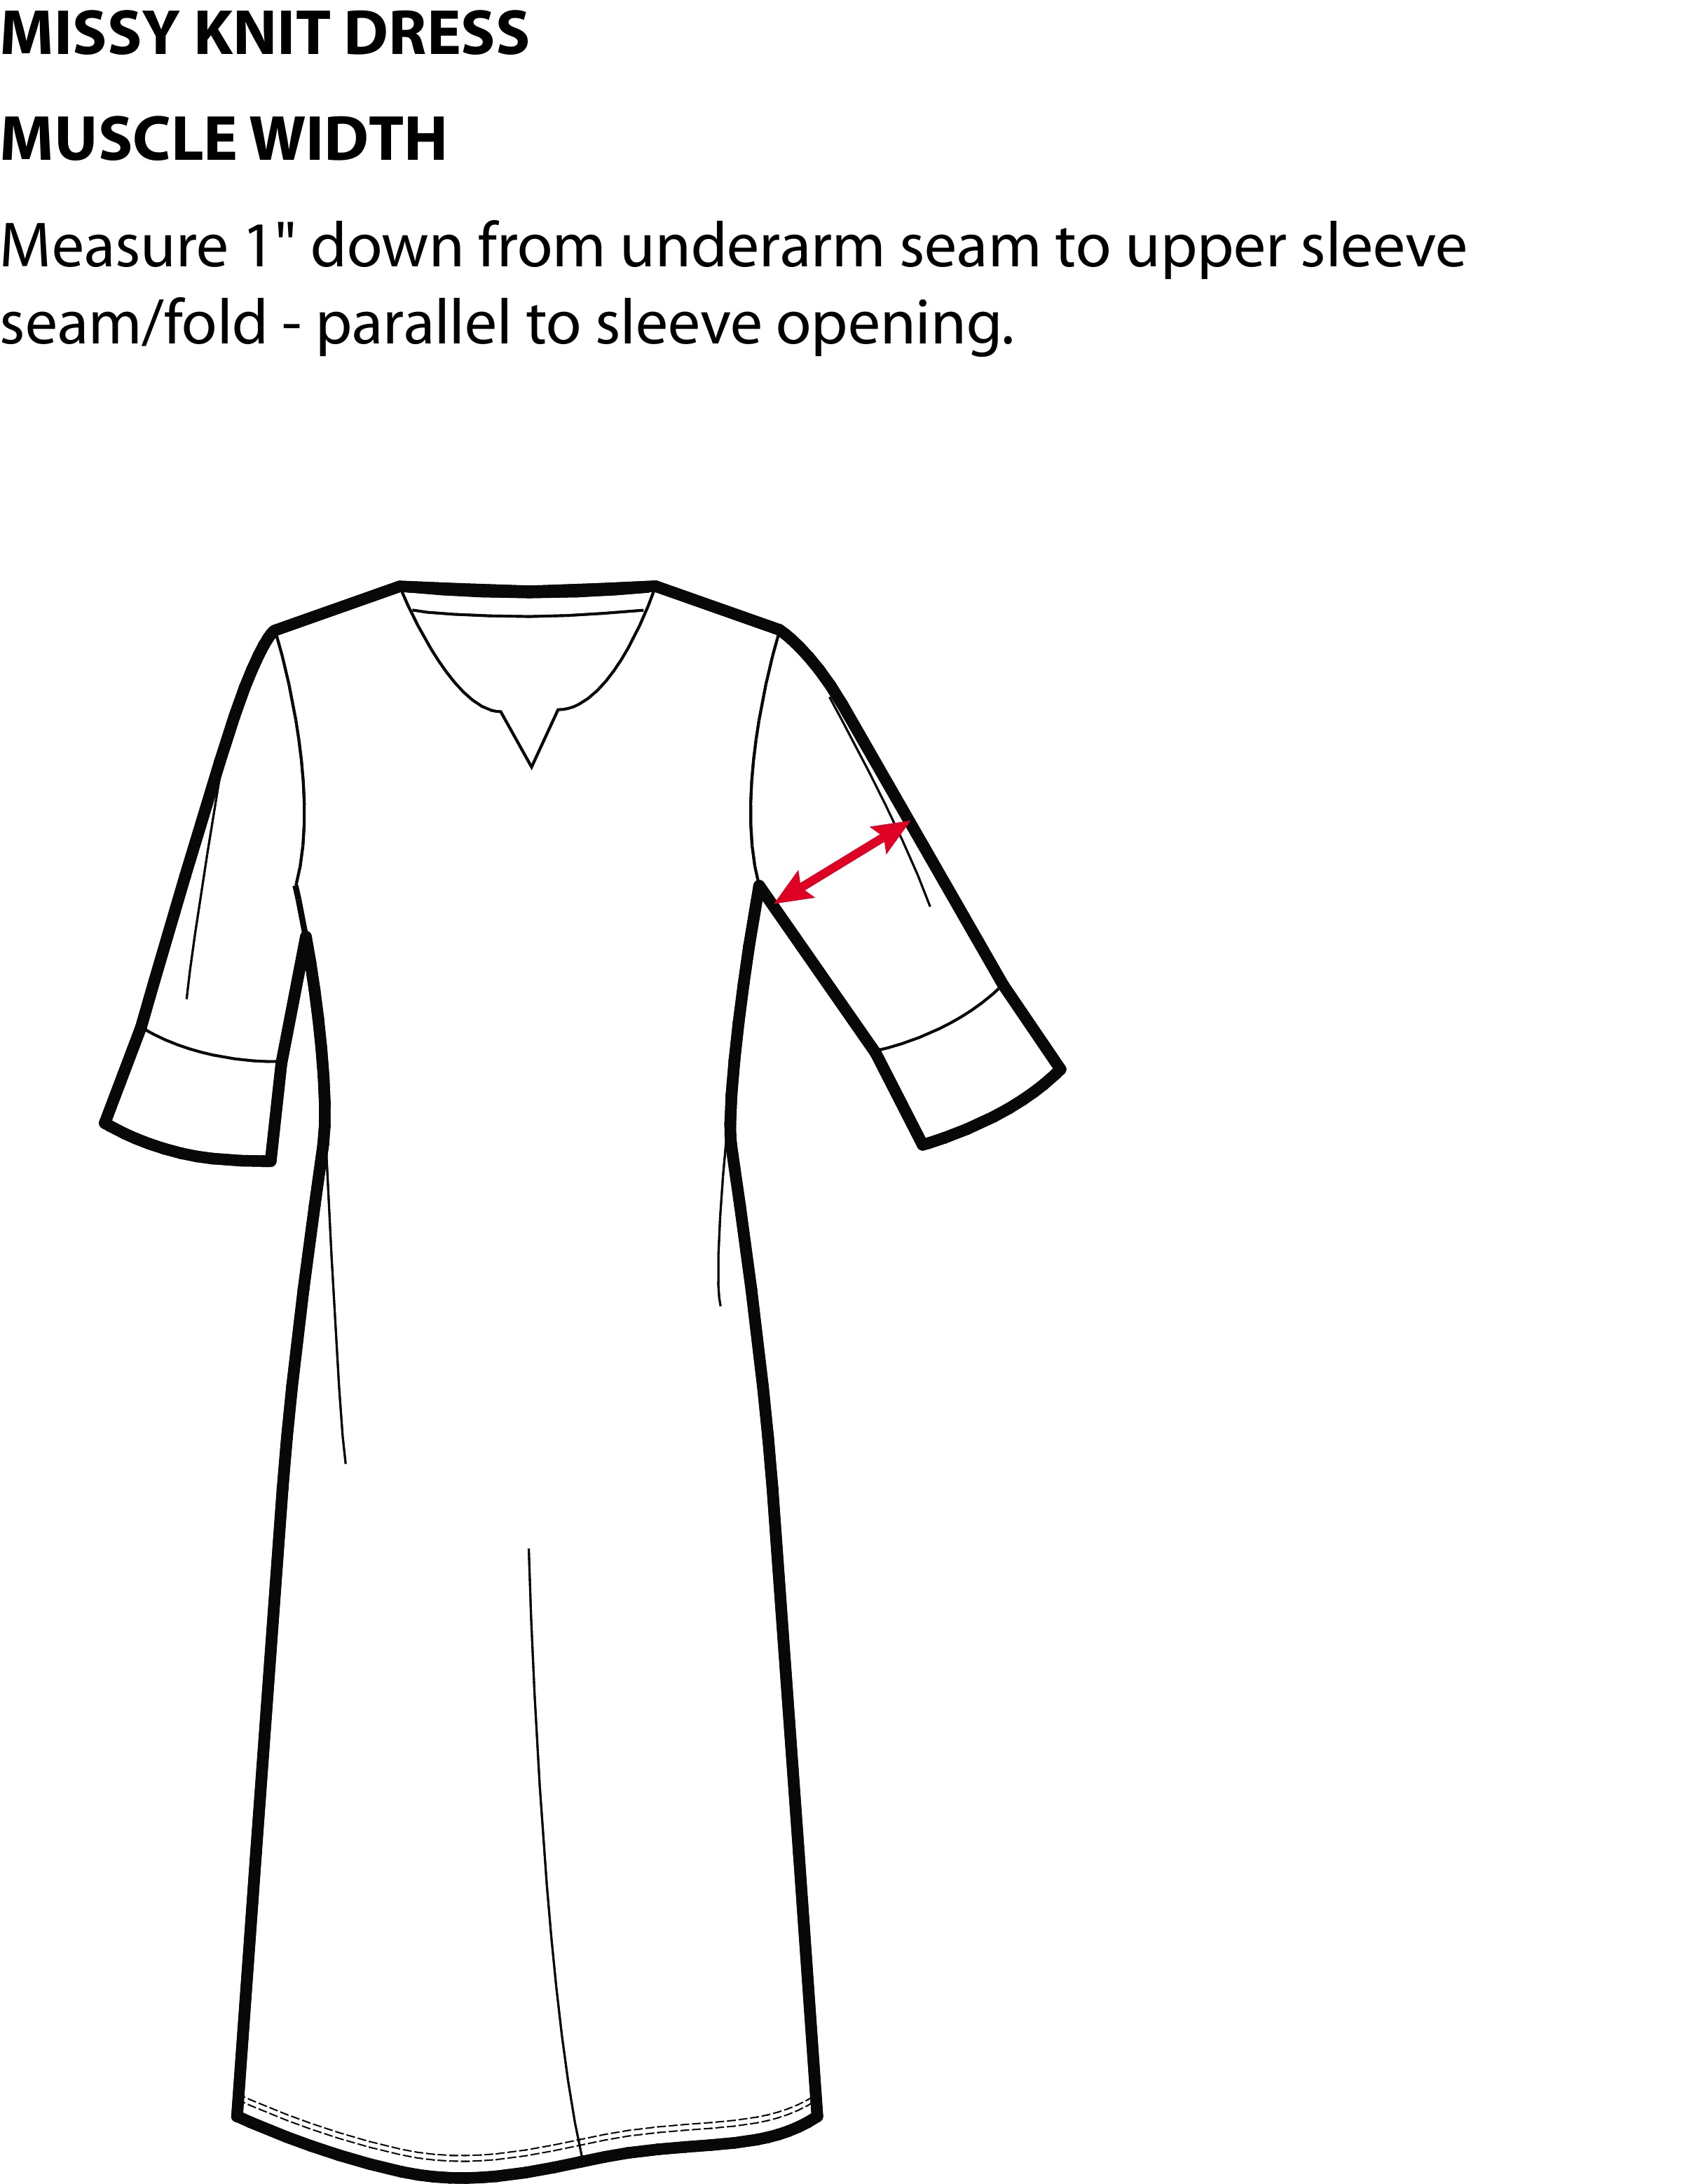 MISSY KNIT DRESS
MUSCLE WIDTH
Measure 1" down from underarm seam to upper sleeve
seam/fold - parallel to sleeve opening.